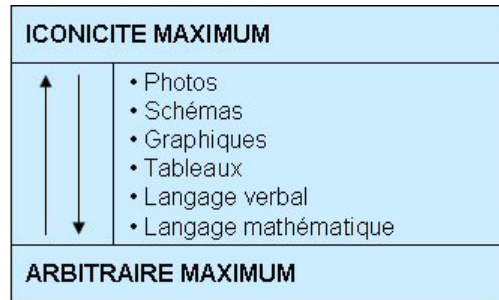 ICONICITE MAXIMUM
• Photos
• Schémas
• Graphiques
• Tableaux
• Langage verbal
• Langage mathématique
ARBITRAIRE MAXIMUM